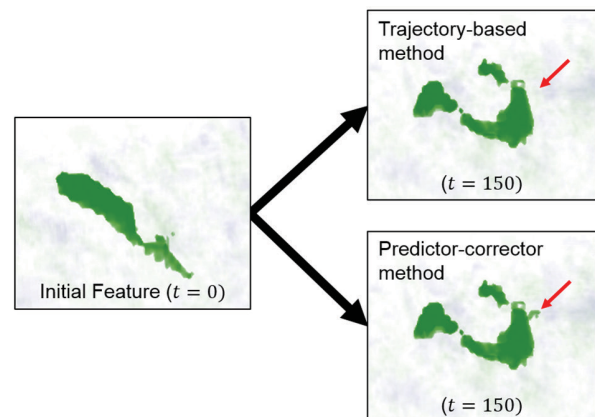 Trajectory-based
method
(t = 150)
Initial Feature (t = 0)
Predictor-corrector
method
(t = 150)